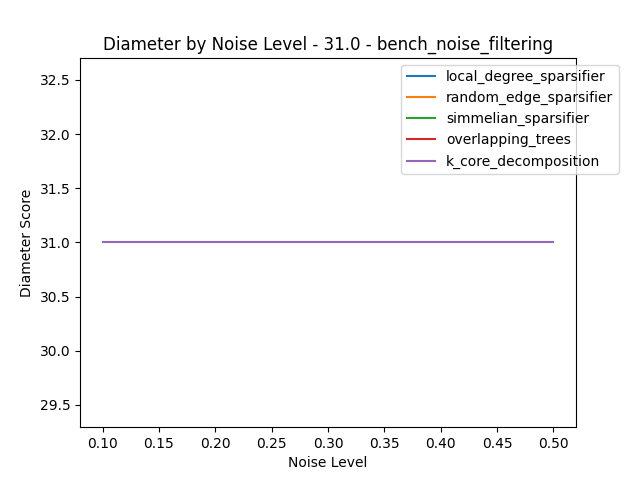 Diameter by Noise Level - 31.0 - bench_noise_filtering
local_degree_sparsifier
random_edge_sparsifier
simmelian_sparsifier
overlapping_trees
k_core_decomposition
Diameter Score
32.5
32.0
31.5
31.0
30.5
30.0
29.5
0.10 0.15 0.20 0.25 0.30 0.35 0.40 0.45 0.50
Noise Level